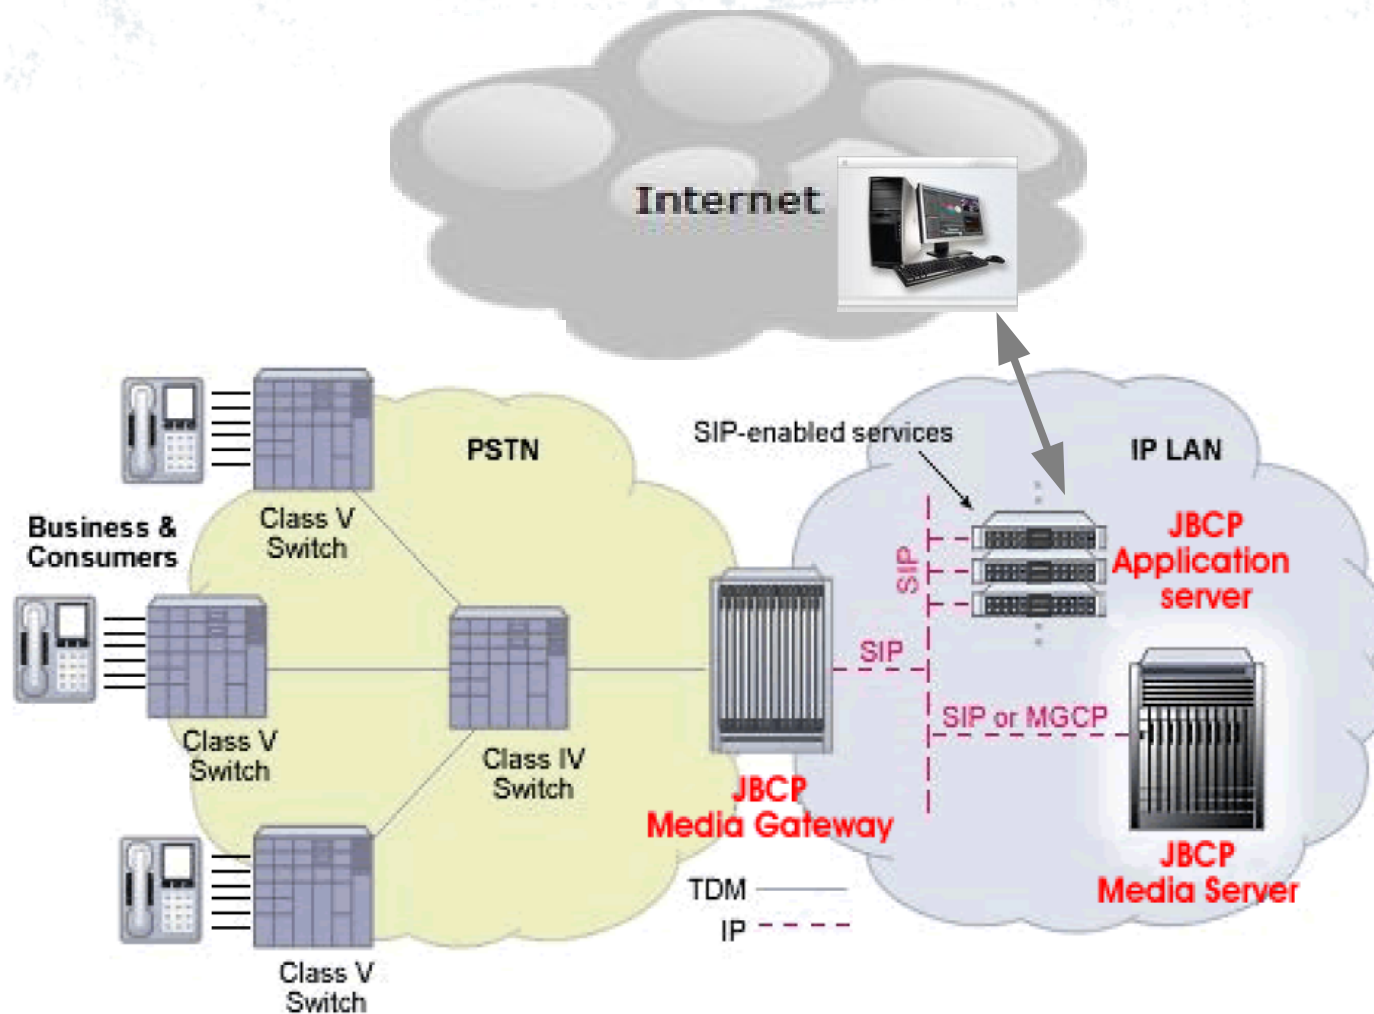 Internet
SIP-enabled services
PSTN
IP LAN
Business &
Consumers
Class V
Switch
JBCP
Application
server
SIP
SIP
SIP or MGCP
Class V
Switch
Class IV
Switch
JBCP
Media Gateway
JBCP
Media Server
TDM
IP
Class V
Switch